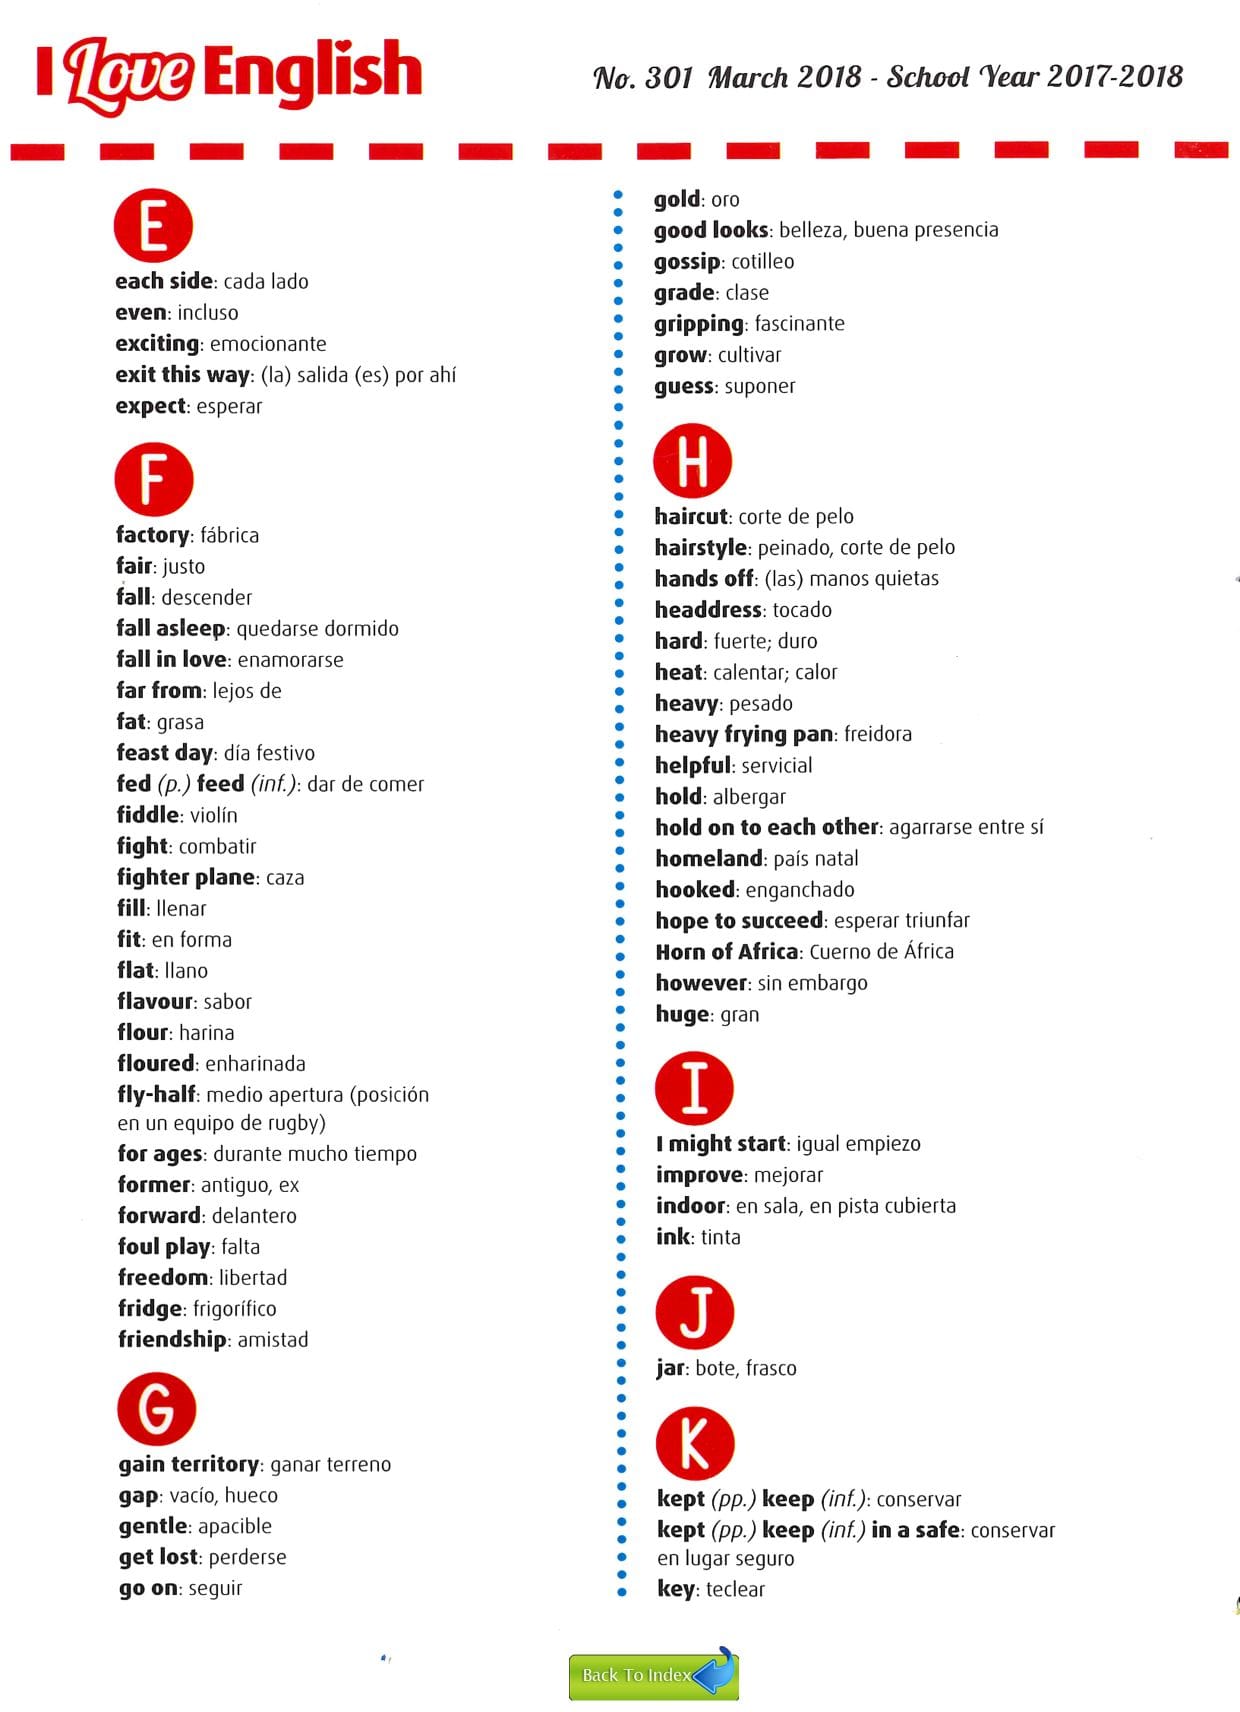 I Love English
No. 301 March 2018 - School Year 2017-2018
E
each side: cada lado
even: incluso
exciting: emocionante
exit this way: (la) salida (es) por ahí
expect: esperar
F
factory: fábrica
fair: justo
fall: descender
fall asleep: quedarse dormido
fall in love: enamorarse
far from: lejos de
fat: grasa
feast day: día festivo
fed (p.) feed (inf.): dar de comer
fiddle: violín
fight: combatir
fighter plane: caza
fill: llenar
fit: en forma
flat: llano
flavour: sabor
flour: harina
floured: enharinada
fly-half: medio apertura (posición
en un equipo de rugby)
for ages: durante mucho tiempo
former: antiguo, ex
forward: delantero
foul play: falta
freedom: libertad
fridge: frigorífico
friendship: amistad
G
gain territory: ganar terreno
gap: vacío, hueco
gentle: apacible
get lost: perderse
go on: seguir
gold: oro
good looks: belleza, buena presencia
gossip: cotilleo
grade: clase
gripping: fascinante
grow: cultivar
guess: suponer
H
haircut: corte de pelo
hairstyle: peinado, corte de pelo
hands off: (las) manos quietas
headdress: tocado
hard: fuerte; duro
heat: calentar; calor
heavy: pesado
heavy frying pan: freidora
helpful: servicial
hold: albergar
hold on to each other: agarrarse entre sí
homeland: país natal
hooked: enganchado
hope to succeed: esperar triunfar
Horn of Africa: Cuerno de África
however: sin embargo
huge: gran
I
I might start: igual empiezo
improve: mejorar
indoor: en sala, en pista cubierta
ink: tinta
J
jar: bote, frasco
K
kept (pp.) keep (inf.): conservar
kept (pp.) keep (inf.) in a safe: conservar
en lugar seguro
key: teclear
Back To Index